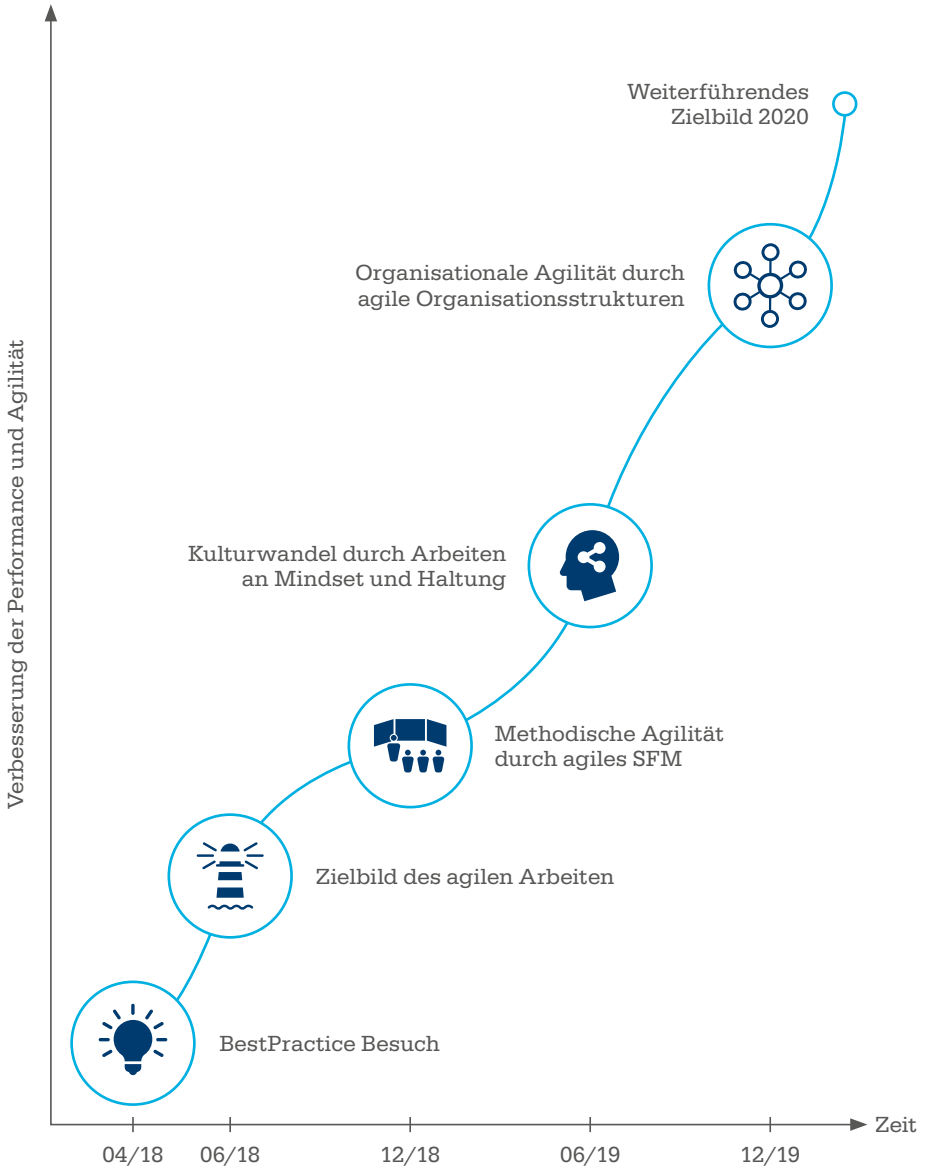 Verbesserung der Performance und Agilität
Weiterführendes
Zielbild 2020
Organisationale Agilität durch
agile Organisationsstrukturen
Kulturwandel durch Arbeiten
an Mindset und Haltung
Methodische Agilität
durch agiles SFM
Zielbild des agilen Arbeiten
BestPractice Besuch
Zeit
04/18 06/18 12/18 06/19 12/19